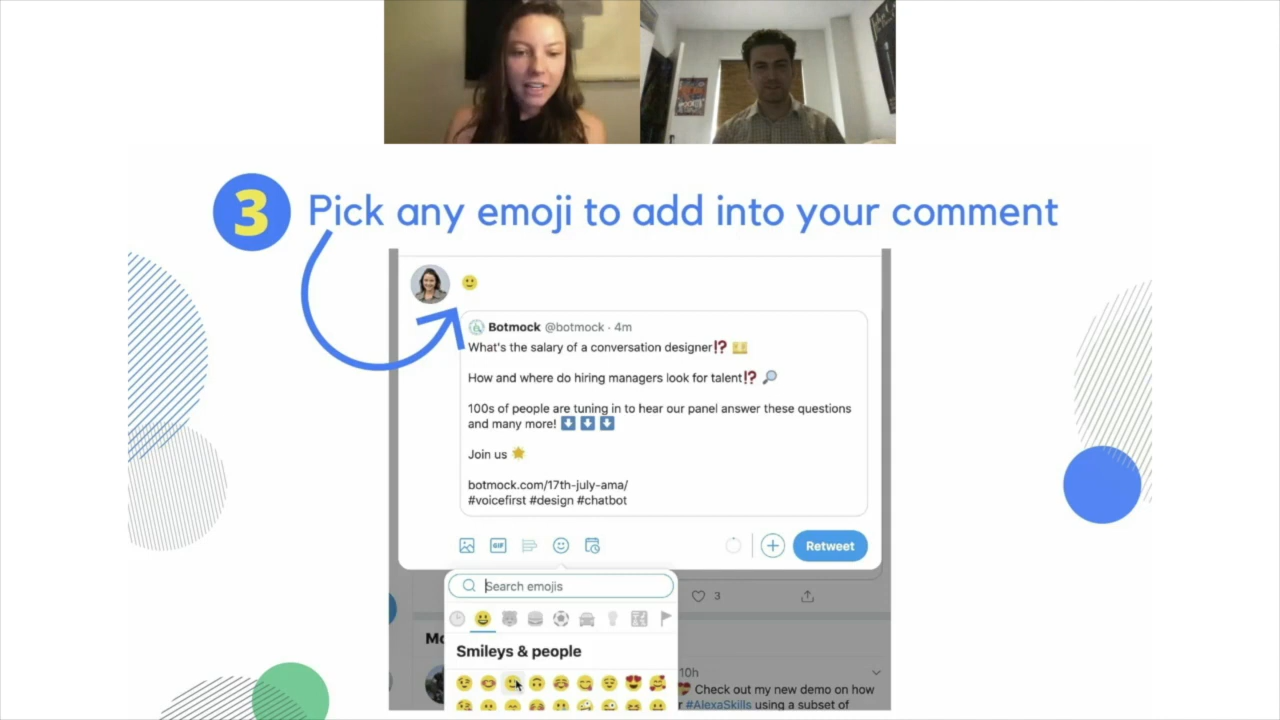 3 Pick any emoji to add into your comment
Botmock @botmock · 4m
What's the salary of a conversation designer⁉️ 💵
How and where do hiring managers look for talent⁉️ 🔎
100s of people are tuning in to hear our panel answer these questions
and many more! ⬇️ ⬇️ ⬇️
Join us 🌟
botmock.com/17th-july-ama/
#voicefirst #design #chatbot
GIF
Retweet
Search emojis
3
Smileys & people
10h
Check out my new demo on how
#AlexaSkills using a subset of